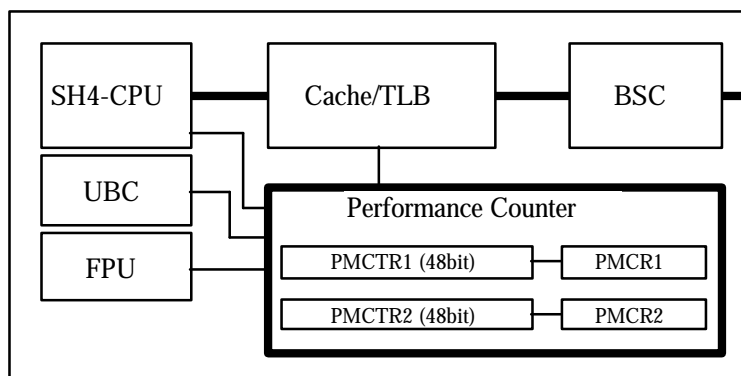 SH4-CPU
Cache/TLB
BSC
UBC
Performance Counter
FPU
PMCTR1 (48bit)
PMCR1
PMCTR2 (48bit)
PMCR2